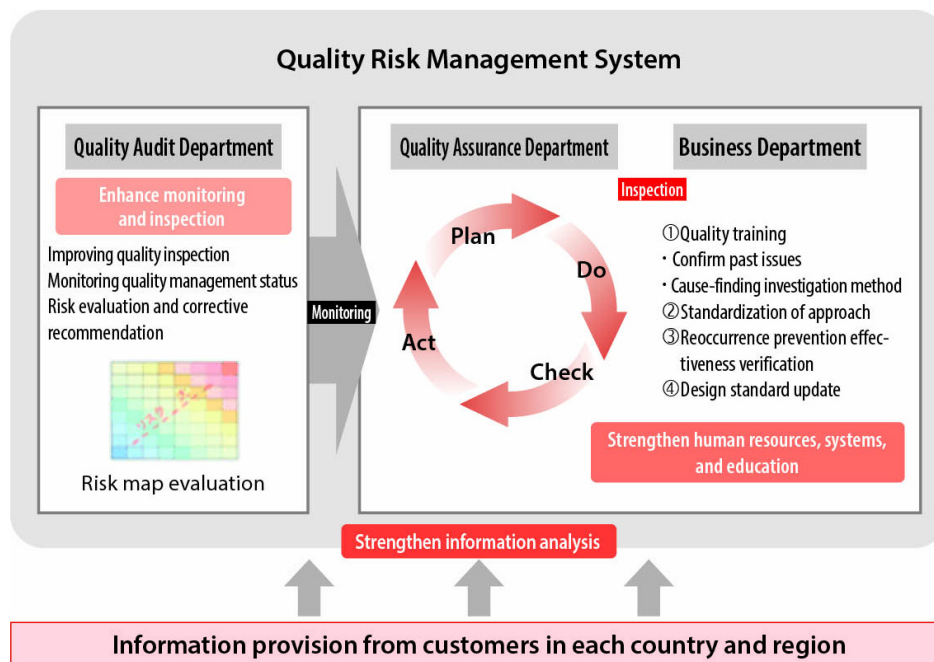 Quality Risk Management System
Quality Audit Department
Enhance monitoring
and inspection
Improving quality inspection
Monitoring quality management status
Risk evaluation and corrective
recommendation
Risk map evaluation
Monitoring
Quality Assurance Department
Plan
Do
Check
Act
Inspection
Business Department
①Quality training
・Confirm past issues
・Cause-finding investigation method
②Standardization of approach
③Reoccurrence prevention effec-
tiveness verification
④Design standard update
Strengthen human resources, systems,
and education
Strengthen information analysis
Information provision from customers in each country and region